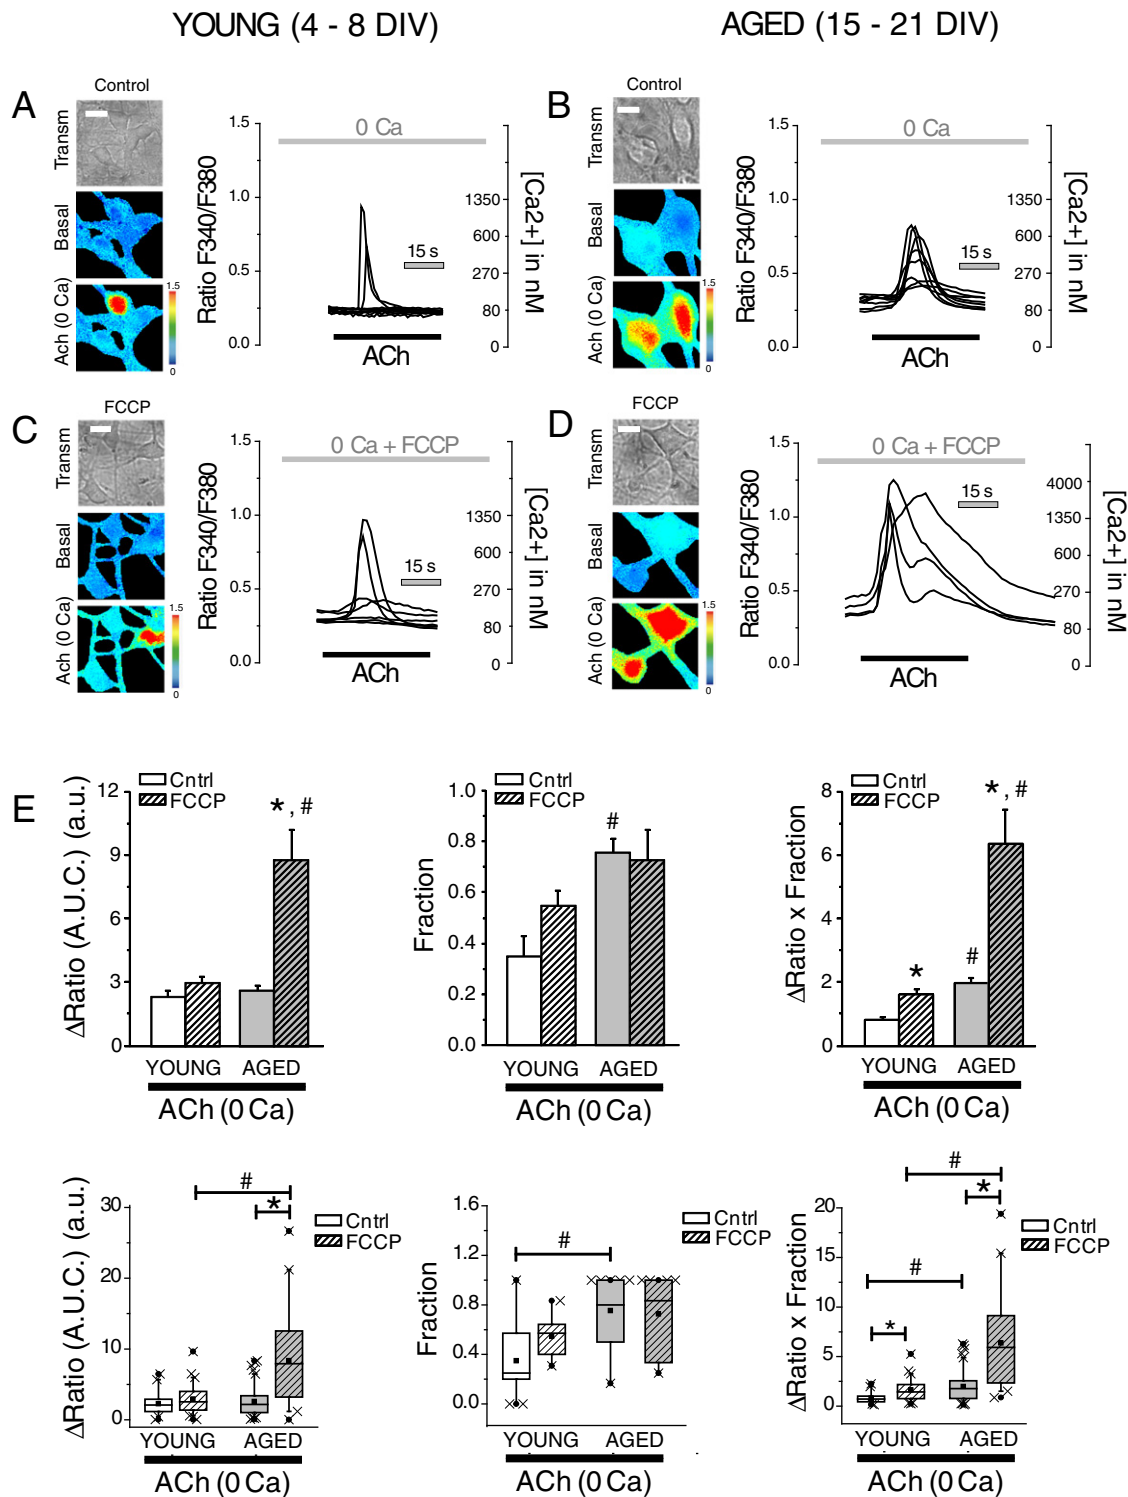 YOUNG (4 - 8 DIV)
AGED (15 - 21 DIV)
A
Control
Transm
Basal
Ach (0 Ca)
1.5
0
Ratio F340/F380
1.5
1.0
0.5
0.0
0 Ca
15 s
ACh
1350
600
270
80
0
[Ca2+] in nM
B
Control
Transm
Basal
Ach (0 Ca)
1.5
0
Ratio F340/F380
1.5
1.0
0.5
0.0
0 Ca
15 s
ACh
1350
600
270
80
0
[Ca2+] in nM
C
FCCP
Transm
Basal
Ach (0 Ca)
1.5
0
Ratio F340/F380
1.5
1.0
0.5
0.0
0 Ca + FCCP
15 s
ACh
1350
600
270
80
0
[Ca2+] in nM
D
FCCP
Transm
Basal
Ach (0 Ca)
1.5
0
Ratio F340/F380
1.5
1.0
0.5
0.0
0 Ca + FCCP
15 s
ACh
4000
1350
600
270
80
0
[Ca2+] in nM
E
ΔRatio (A.U.C.) (a.u.)
12
9
6
3
0
Cntrl
FCCP
* , #
YOUNG AGED
ACh (0 Ca)
Fraction
1.0
0.8
0.6
0.4
0.2
0.0
Cntrl
FCCP
#
YOUNG AGED
ACh (0 Ca)
ΔRatio x Fraction
8
6
4
2
0
Cntrl
FCCP
*
#
* , #
YOUNG AGED
ACh (0 Ca)
ΔRatio (A.U.C.) (a.u.)
30
20
10
0
#
*
Cntrl
FCCP
YOUNG AGED
ACh (0 Ca)
Fraction
1.6
1.2
0.8
0.4
0.0
#
Cntrl
FCCP
YOUNG AGED
ACh (0 Ca)
ΔRatio x Fraction
20
15
10
5
0
#
*
#
*
Cntrl
FCCP
YOUNG AGED
ACh (0 Ca)